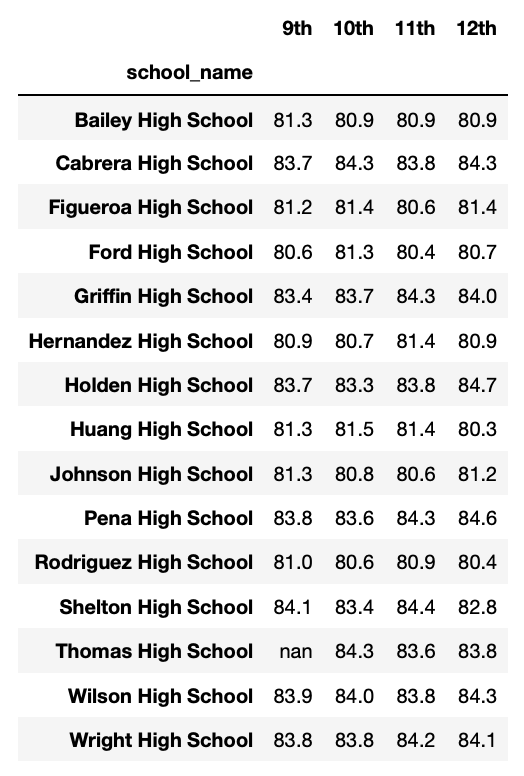 9th 10th 11th 12th
school_name
Bailey High School 81.3 80.9 80.9 80.9
Cabrera High School 83.7 84.3 83.8 84.3
Figueroa High School 81.2 81.4 80.6 81.4
Ford High School 80.6 81.3 80.4 80.7
Griffin High School 83.4 83.7 84.3 84.0
Hernandez High School 80.9 80.7 81.4 80.9
Holden High School 83.7 83.3 83.8 84.7
Huang High School 81.3 81.5 81.4 80.3
Johnson High School 81.3 80.8 80.6 81.2
Pena High School 83.8 83.6 84.3 84.6
Rodriguez High School 81.0 80.6 80.9 80.4
Shelton High School 84.1 83.4 84.4 82.8
Thomas High School nan 84.3 83.6 83.8
Wilson High School 83.9 84.0 83.8 84.3
Wright High School 83.8 83.8 84.2 84.1